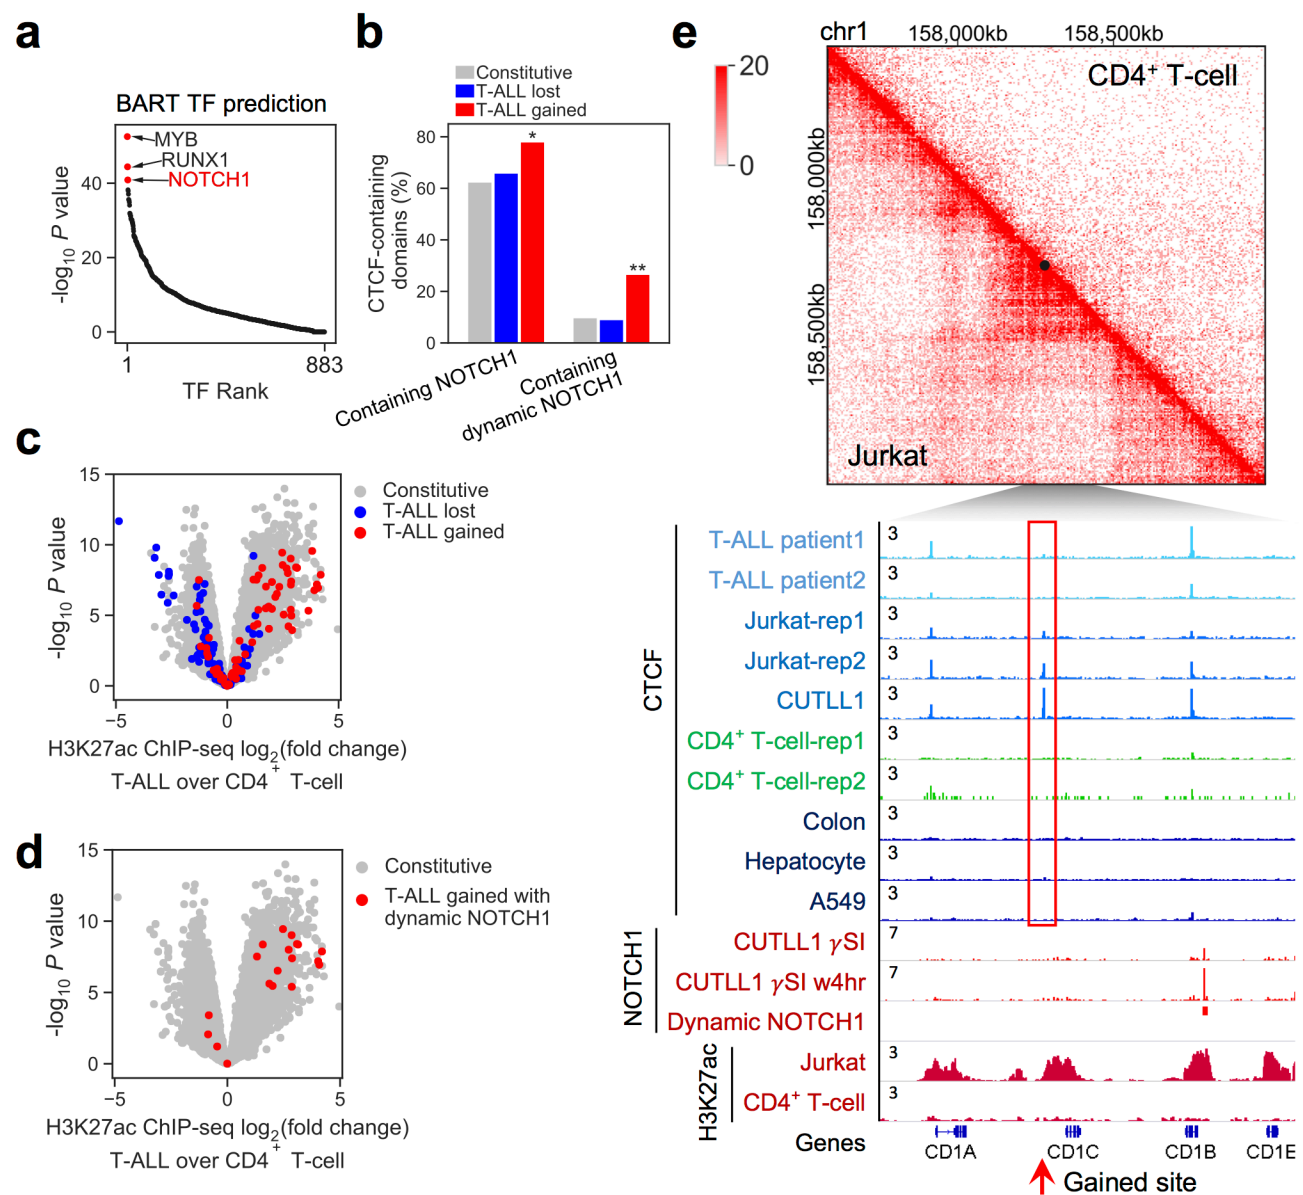 a
BART TF prediction
MYB
RUNX1
NOTCH1
-log10 P value
40
20
0
1
883
TF Rank
b
Constitutive
T-ALL lost
T-ALL gained
CTCF-containing
domains (%)
80
60
40
20
0
*
**
Containing NOTCH1
Containing
dynamic NOTCH1
c
15
10
5
0
-log10 P value
−5
0
5
H3K27ac ChIP-seq log2(fold change)
T-ALL over CD4+ T-cell
Constitutive
T-ALL lost
T-ALL gained
d
15
10
5
0
-log10 P value
−5
0
5
H3K27ac ChIP-seq log2(fold change)
T-ALL over CD4+ T-cell
Constitutive
T-ALL gained with
dynamic NOTCH1
e
chr1
158,000kb
158,500kb
20
0
158,000kb
158,500kb
CD4+ T-cell
Jurkat
CTCF
T-ALL patient1
3
T-ALL patient2
3
Jurkat-rep1
3
Jurkat-rep2
3
CUTLL1
3
CD4+ T-cell-rep1
3
CD4+ T-cell-rep2
3
Colon
3
Hepatocyte
3
A549
3
NOTCH1
CUTLL1 γSI
7
CUTLL1 γSI w4hr
7
Dynamic NOTCH1
H3K27ac
Jurkat
3
CD4+ T-cell
3
Genes
CD1A
CD1C
CD1B
CD1E
Gained site